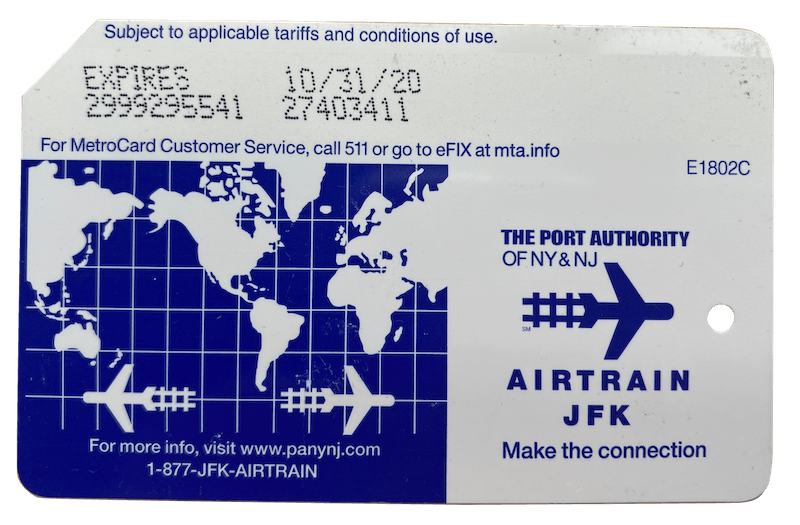 Subject to applicable tariffs and conditions of use.
EXPIRES 10/31/20
2999295541 27403411
For MetroCard Customer Service, call 511 or go to eFIX at mta.info
E1802C
THE PORT AUTHORITY
OF NY & NJ
SM
AIRTRAIN
JFK
Make the connection
For more info, visit www.panynj.com
1-877-JFK-AIRTRAIN